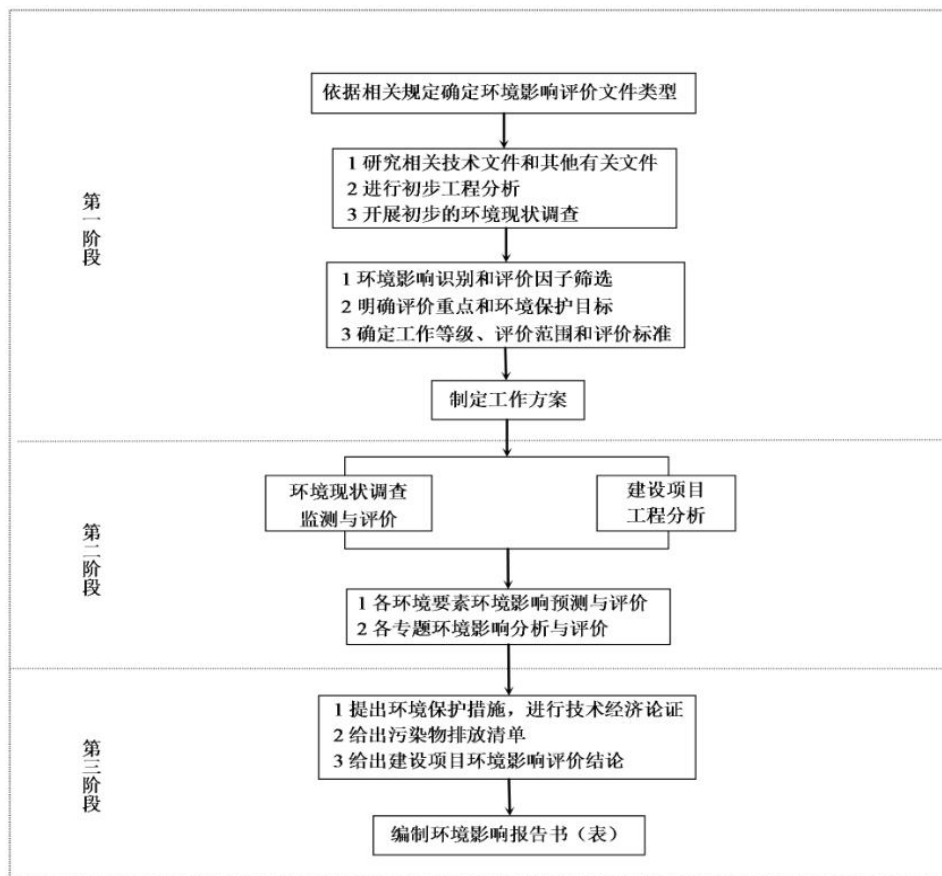 依据相关规定确定环境影响评价文件类型
1 研究相关技术文件和其他有关文件
2 进行初步工程分析
3 开展初步的环境现状调查
第一阶段
1 环境影响识别和评价因子筛选
2 明确评价重点和环境保护目标
3 确定工作等级、评价范围和评价标准
制定工作方案
环境现状调查
监测与评价
建设项目
工程分析
第二阶段
1 各环境要素环境影响预测与评价
2 各专题环境影响分析与评价
1 提出环境保护措施，进行技术经济论证
2 给出污染物排放清单
3 给出建设项目环境影响评价结论
第三阶段
编制环境影响报告书（表）